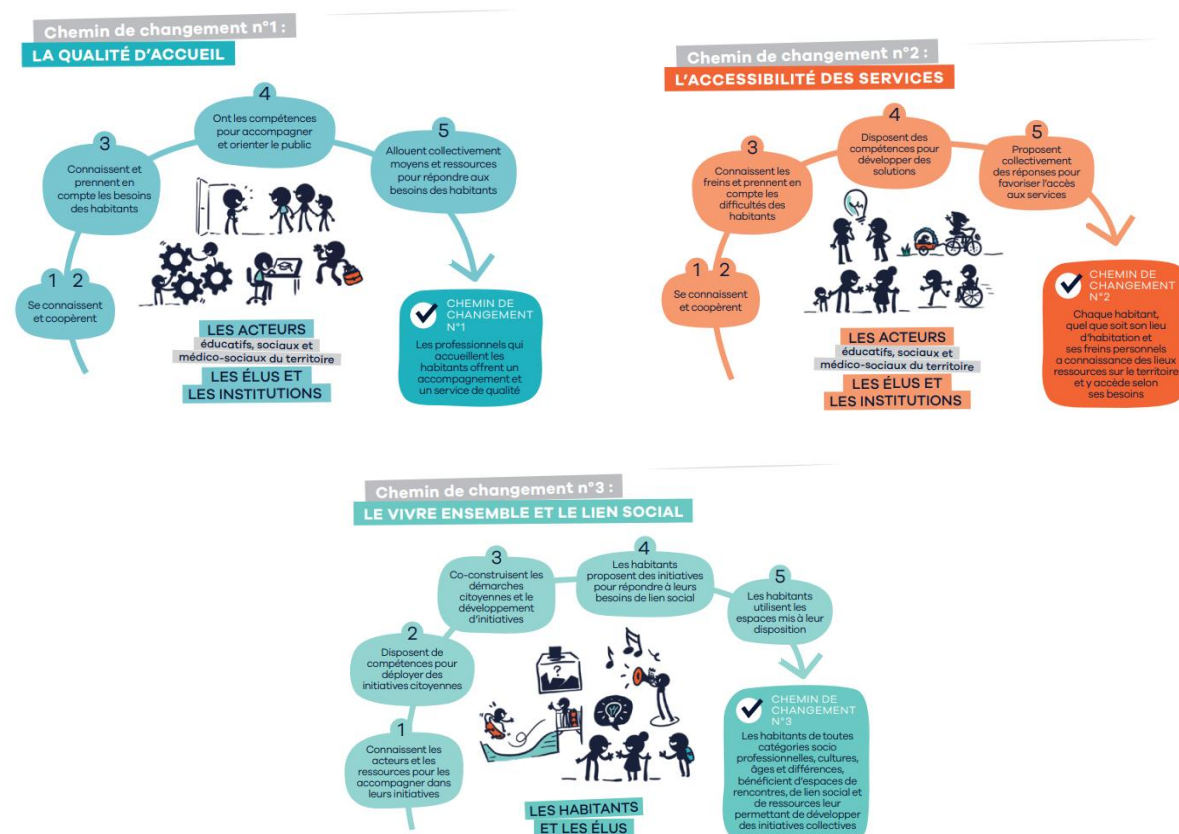 Chemin de changement n°1 :
LA QUALITÉ D'ACCUEIL
1 2
Se connaissent
et coopèrent
3
Connaissent et
prennent en
compte les besoins
des habitants
4
Ont les compétences
pour accompagner
et orienter le public
5
Allouent collectivement
moyens et ressources
pour répondre aux
besoins des habitants
LES ACTEURS
éducatifs, sociaux et
médico-sociaux du territoire
LES ÉLUS ET
LES INSTITUTIONS
CHEMIN DE
CHANGEMENT
N°1
Les professionnels qui
accueillent les
habitants offrent un
accompagnement et
un service de qualité
Chemin de changement n°2 :
L'ACCESSIBILITÉ DES SERVICES
1 2
Se connaissent
et coopèrent
3
Connaissent les
freins et prennent en
compte les
difficultés des
habitants
4
Disposent des
compétences pour
développer des
solutions
5
Proposent
collectivement
des réponses pour
favoriser l'accès
aux services
LES ACTEURS
éducatifs, sociaux et
médico-sociaux du territoire
LES ÉLUS ET
LES INSTITUTIONS
CHEMIN DE
CHANGEMENT
N°2
Chaque habitant,
quel que soit son lieu
d'habitation et
ses freins personnels
a connaissance des lieux
ressources sur le territoire
et y accède selon
ses besoins
Chemin de changement n°3 :
LE VIVRE ENSEMBLE ET LE LIEN SOCIAL
1
Connaissent les
acteurs et les
ressources pour les
accompagner dans
leurs initiatives
2
Disposent de
compétences pour
déployer des
initiatives citoyennes
3
Co-construisent les
démarches
citoyennes et le
développement
d'initiatives
4
Les habitants
proposent des initiatives
pour répondre à leurs
besoins de lien social
5
Les habitants
utilisent les
espaces mis à leur
disposition
?
LES HABITANTS
ET LES ÉLUS
CHEMIN DE
CHANGEMENT
N°3
Les habitants de toutes
catégories socio
professionnelles, cultures,
âges et différences,
bénéficient d'espaces de
rencontres, de lien social et
de ressources leur
permettant de développer
des initiatives collectives